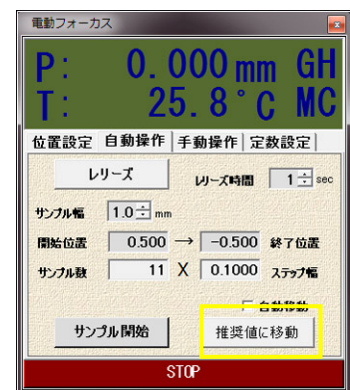 電動フォーカス
P: 0.000 mm GH
T: 25.8°C MC
位置設定 自動操作 手動操作 定数設定
レリーズ レリーズ時間 1 sec
サンプル幅 1.0 mm
開始位置 0.500 → -0.500 終了位置
サンプル数 11 X 0.1000 ステップ幅
自動移動
サンプル開始 推奨値に移動
STOP